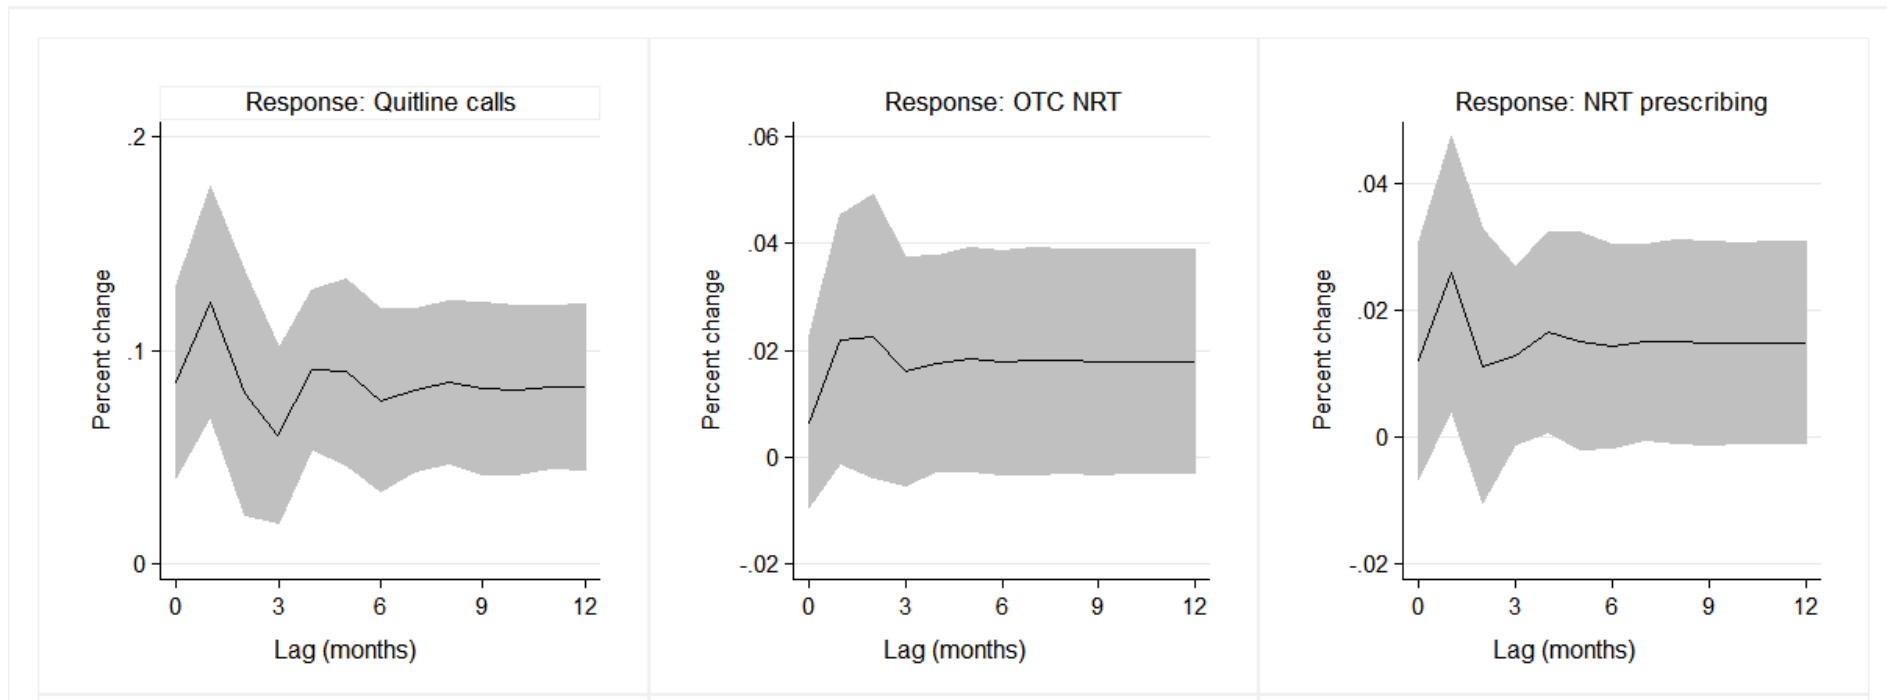 Response: Quitline calls
.2
.1
0
Percent change
0 3 6 9 12
Lag (months)
Response: OTC NRT
.06
.04
.02
0
-.02
Percent change
0 3 6 9 12
Lag (months)
Response: NRT prescribing
.04
.02
0
-.02
Percent change
0 3 6 9 12
Lag (months)